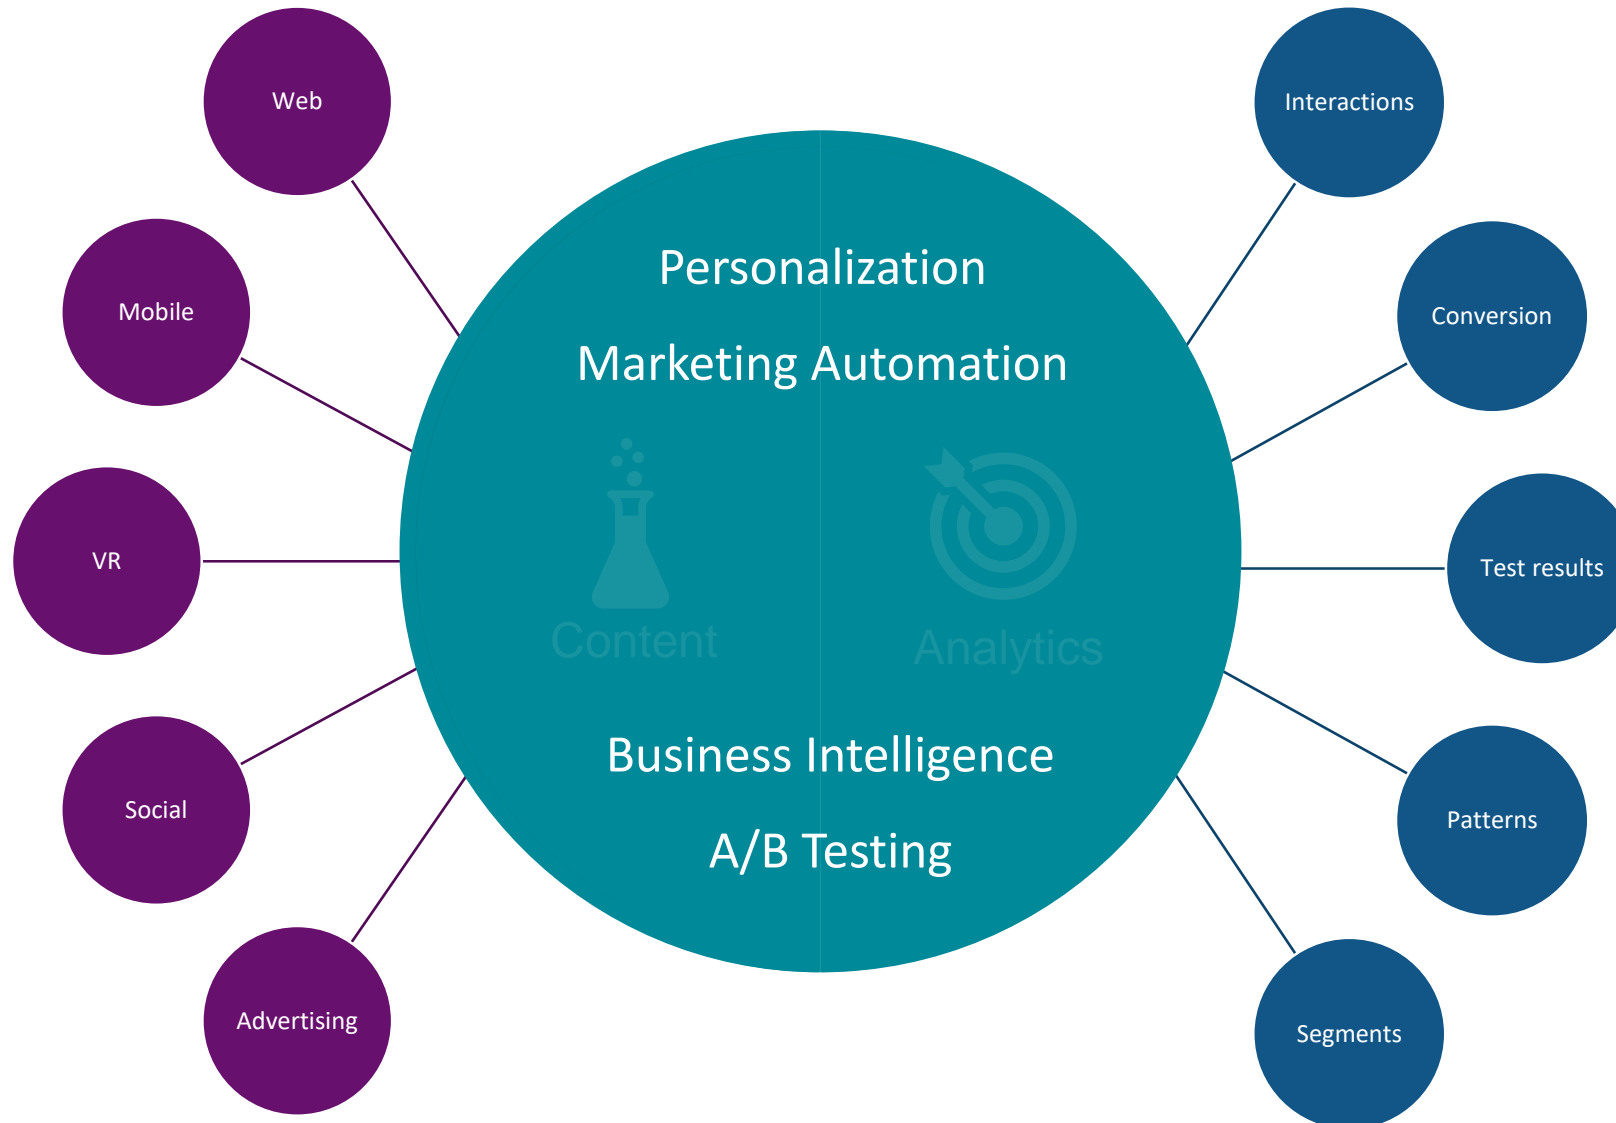 Web
Mobile
VR
Social
Advertising
Personalization
Marketing Automation
Content
Analytics
Business Intelligence
A/B Testing
Interactions
Conversion
Test results
Patterns
Segments